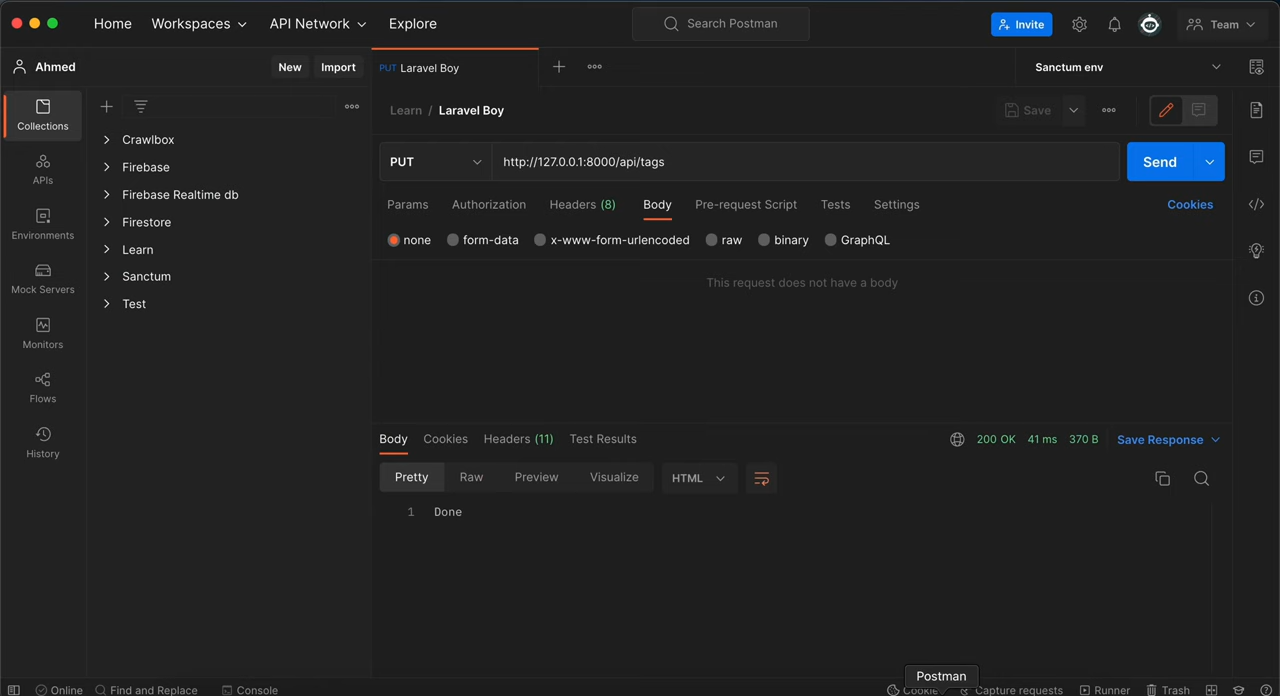 Home Workspaces API Network Explore Search Postman Invite Team
Ahmed New Import PUT Laravel Boy Sanctum env
Learn / Laravel Boy Save
Collections
APIs
Environments
Mock Servers
Monitors
Flows
History
Crawlbox
Firebase
Firebase Realtime db
Firestore
Learn
Sanctum
Test
PUT http://127.0.0.1:8000/api/tags Send
Params Authorization Headers (8) Body Pre-request Script Tests Settings Cookies
none form-data x-www-form-urlencoded raw binary GraphQL
This request does not have a body
Body Cookies Headers (11) Test Results 200 OK 41 ms 370 B Save Response
Pretty Raw Preview Visualize HTML
1 Done
Postman
Online Find and Replace Console Capture requests Runner Trash